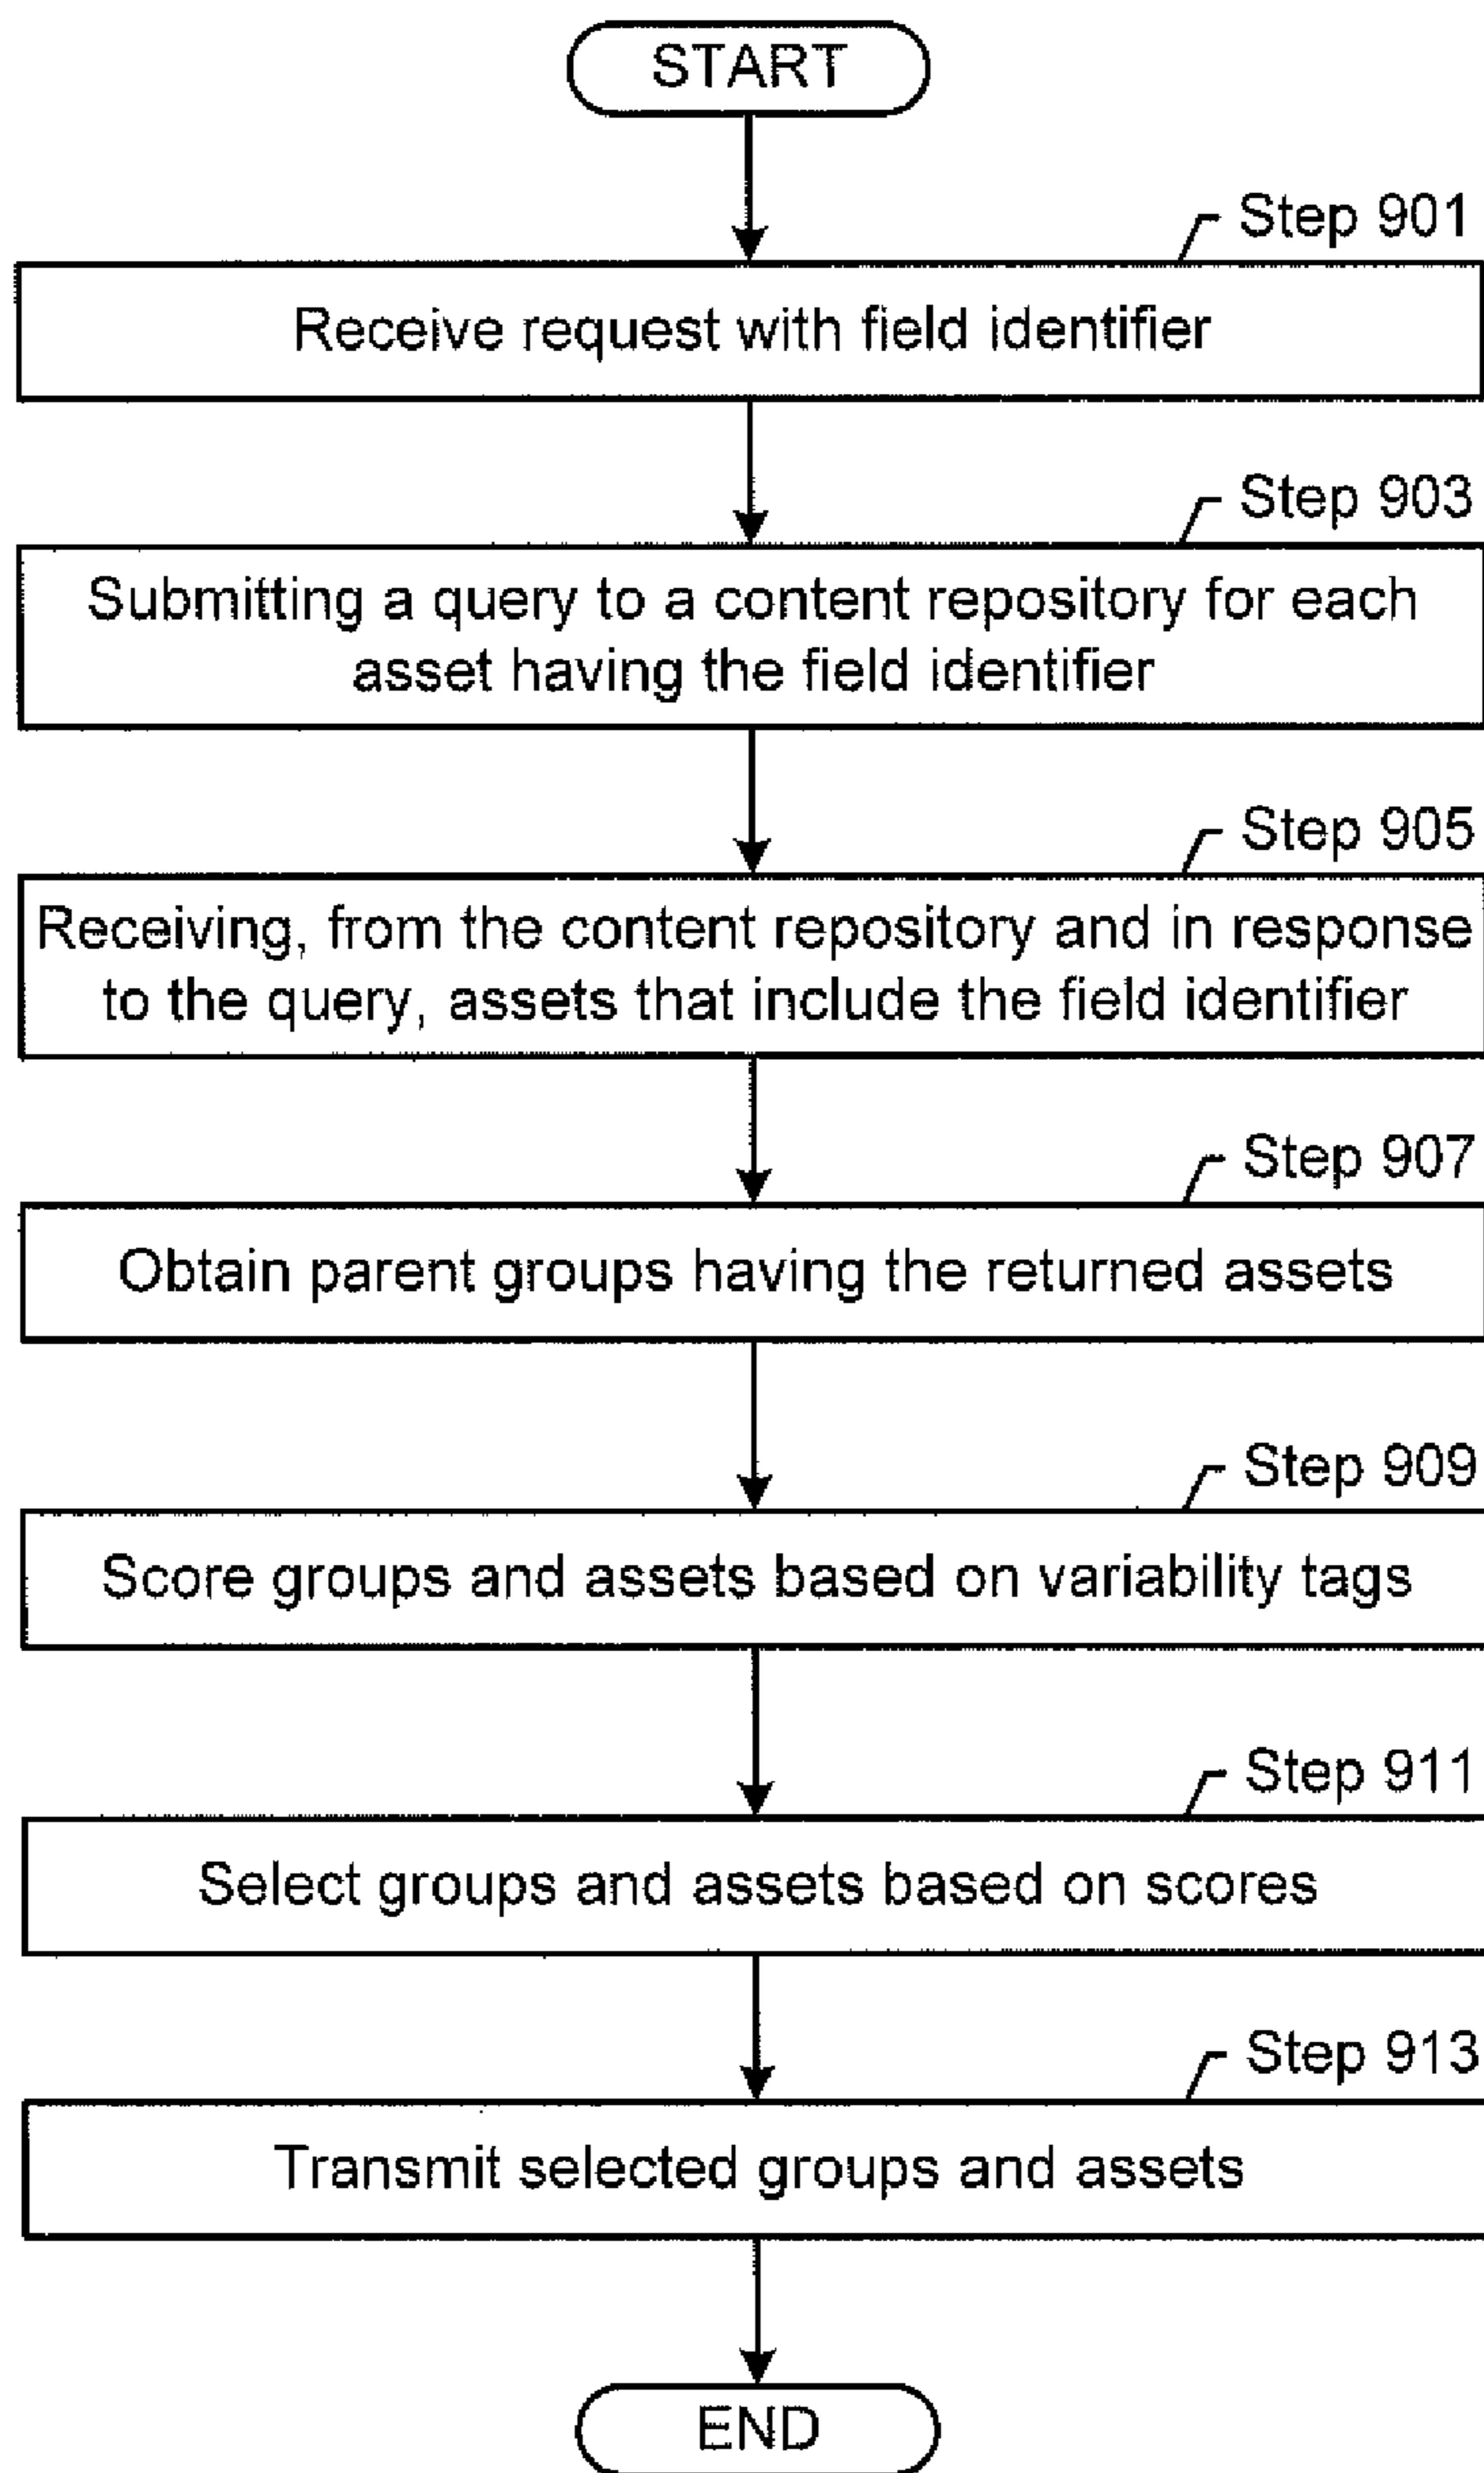 START
Step 901
Receive request with field identifier
Step 903
Submitting a query to a content repository for each
asset having the field identifier
Step 905
Receiving, from the content repository and in response
to the query, assets that include the field identifier
Step 907
Obtain parent groups having the returned assets
Step 909
Score groups and assets based on variability tags
Step 911
Select groups and assets based on scores
Step 913
Transmit selected groups and assets
END